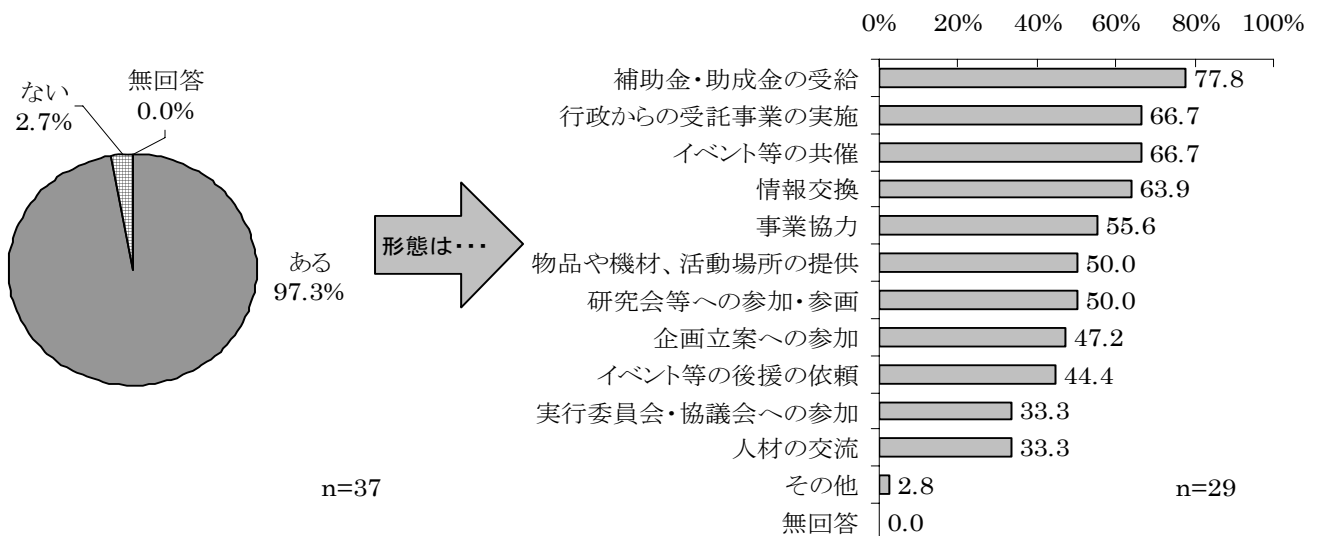 無回答
0.0%
ない
2.7%
ある
97.3%
n=37
形態は・・・
0% 20% 40% 60% 80% 100%
補助金・助成金の受給 77.8
行政からの受託事業の実施 66.7
イベント等の共催 66.7
情報交換 63.9
事業協力 55.6
物品や機材、活動場所の提供 50.0
研究会等への参加・参画 50.0
企画立案への参加 47.2
イベント等の後援の依頼 44.4
実行委員会・協議会への参加 33.3
人材の交流 33.3
その他 2.8
無回答 0.0
n=29